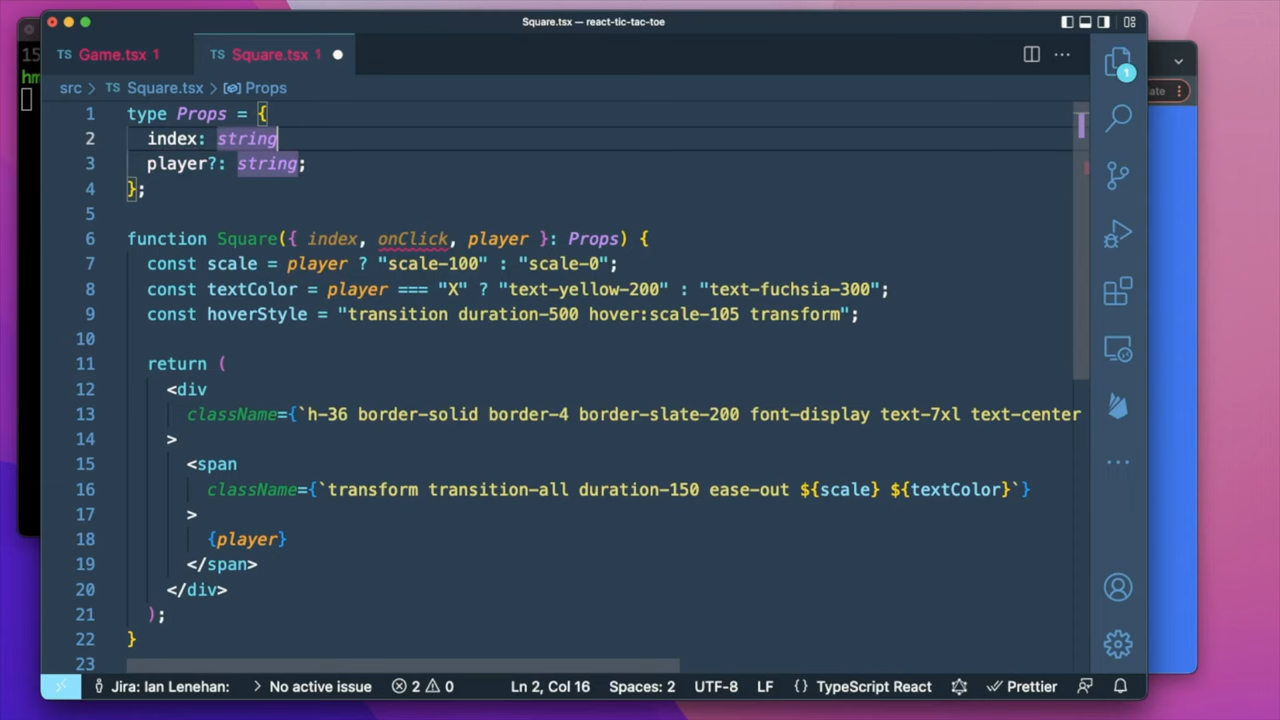 Square.tsx — react-tic-tac-toe
TS Game.tsx 1
TS Square.tsx 1
src > TS Square.tsx > Props
1 type Props = {
2 index: string
3 player?: string;
4 };
5
6 function Square({ index, onClick, player }: Props) {
7 const scale = player ? "scale-100" : "scale-0";
8 const textColor = player === "X" ? "text-yellow-200" : "text-fuchsia-300";
9 const hoverStyle = "transition duration-500 hover:scale-105 transform";
10
11 return (
12 <div
13 className={`h-36 border-solid border-4 border-slate-200 font-display text-7xl text-center
14 >
15 <span
16 className={`transform transition-all duration-150 ease-out ${scale} ${textColor}`}
17 >
18 {player}
19 </span>
20 </div>
21 );
22 }
23
1
15
hm
ate
Jira: Ian Lenehan: > No active issue 2 0 Ln 2, Col 16 Spaces: 2 UTF-8 LF {} TypeScript React Prettier